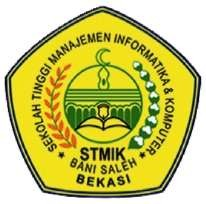 SEKOLAH TINGGI MANAJEMEN INFORMATIKA & KOMPUTER
STMIK
BANI SALEH
BEKASI